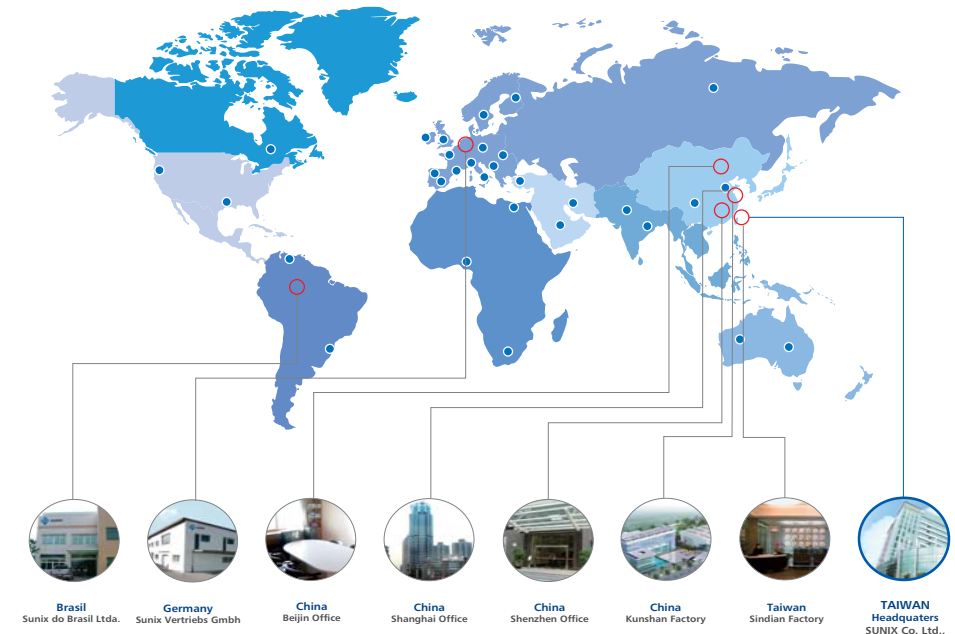 Brasil
Sunix do Brasil Ltda.
Germany
Sunix Vertriebs Gmbh
China
Beijin Office
China
Shanghai Office
China
Shenzhen Office
China
Kunshan Factory
Taiwan
Sindian Factory
TAIWAN
Headquaters
SUNIX Co. Ltd..